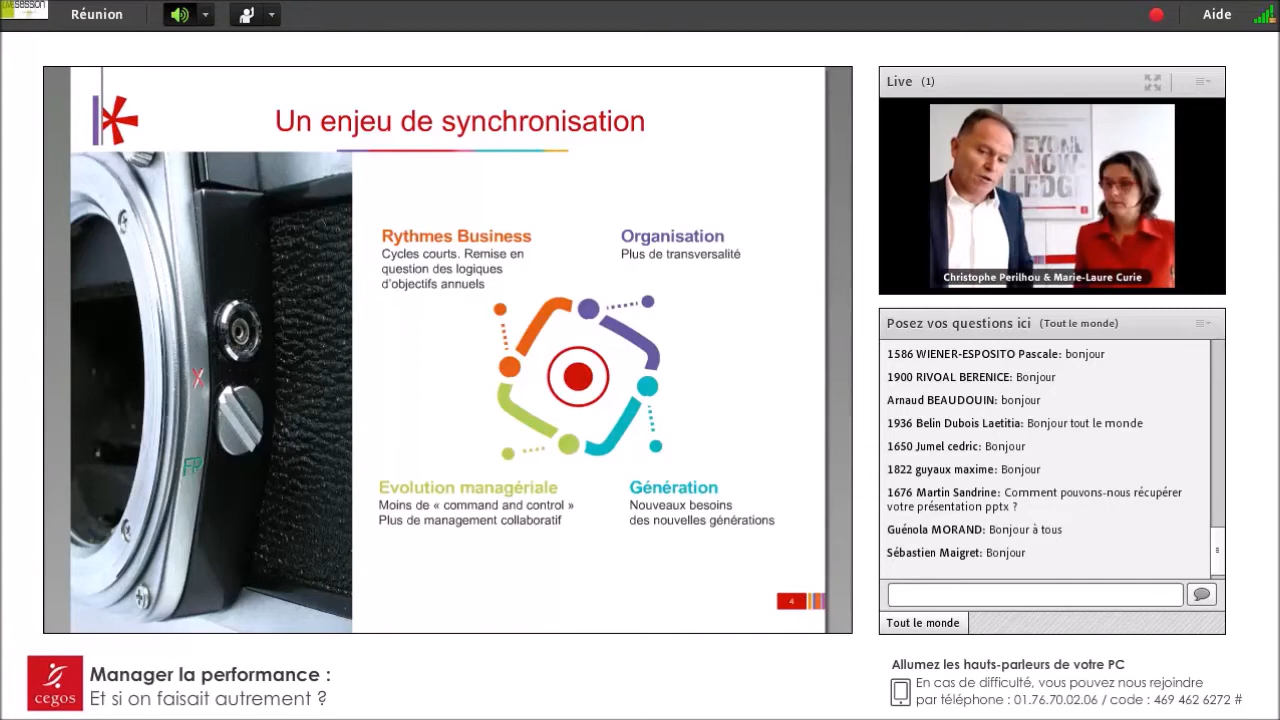 Réunion
Aide
Un enjeu de synchronisation
Rythmes Business
Cycles courts. Remise en
question des logiques
d'objectifs annuels
Organisation
Plus de transversalité
Evolution managériale
Moins de « command and control »
Plus de management collaboratif
Génération
Nouveaux besoins
des nouvelles générations
X
FP
4
Live (1)
Christophe Perilhou & Marie-Laure Curie
Posez vos questions ici (Tout le monde)
1586 WIENER-ESPOSITO Pascale: bonjour
1900 RIVOAL BERENICE: Bonjour
Arnaud BEAUDOUIN: bonjour
1936 Belin Dubois Laetitia: Bonjour tout le monde
1650 Jumel cedric: Bonjour
1822 guyaux maxime: Bonjour
1676 Martin Sandrine: Comment pouvons-nous récupérer
votre présentation pptx ?
Guénola MORAND: Bonjour à tous
Sébastien Maigret: Bonjour
Tout le monde
cegos
Manager la performance :
Et si on faisait autrement ?
Allumez les hauts-parleurs de votre PC
En cas de difficulté, vous pouvez nous rejoindre
par téléphone : 01.76.70.02.06 / code : 469 462 6272 #